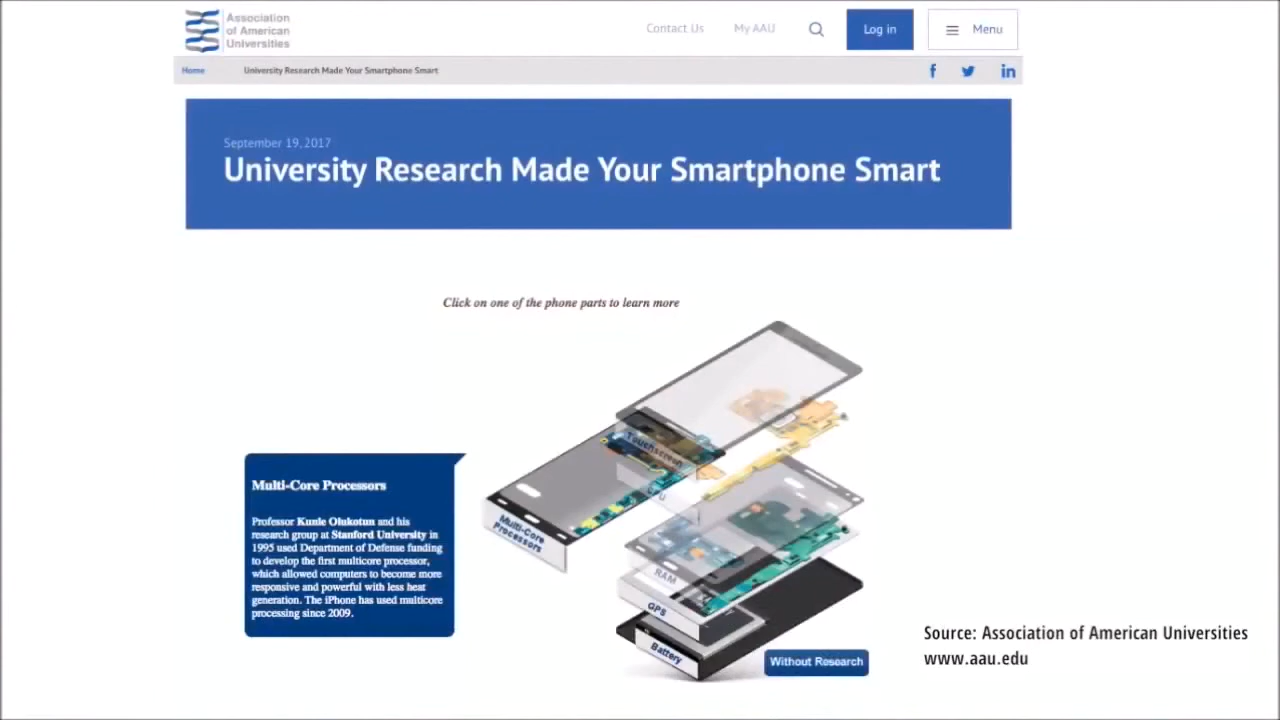 Association
of American
Universities
Contact Us
My AAU
Log in
Menu
Home
University Research Made Your Smartphone Smart
September 19, 2017
University Research Made Your Smartphone Smart
Click on one of the phone parts to learn more
Touchscreen
U
Multi-Core
Processors
RAM
GPS
Battery
Multi-Core Processors
Professor Kunle Olukotun and his
research group at Stanford University in
1995 used Department of Defense funding
to develop the first multicore processor,
which allowed computers to become more
responsive and powerful with less heat
generation. The iPhone has used multicore
processing since 2009.
Without Research
Source: Association of American Universities
www.aau.edu